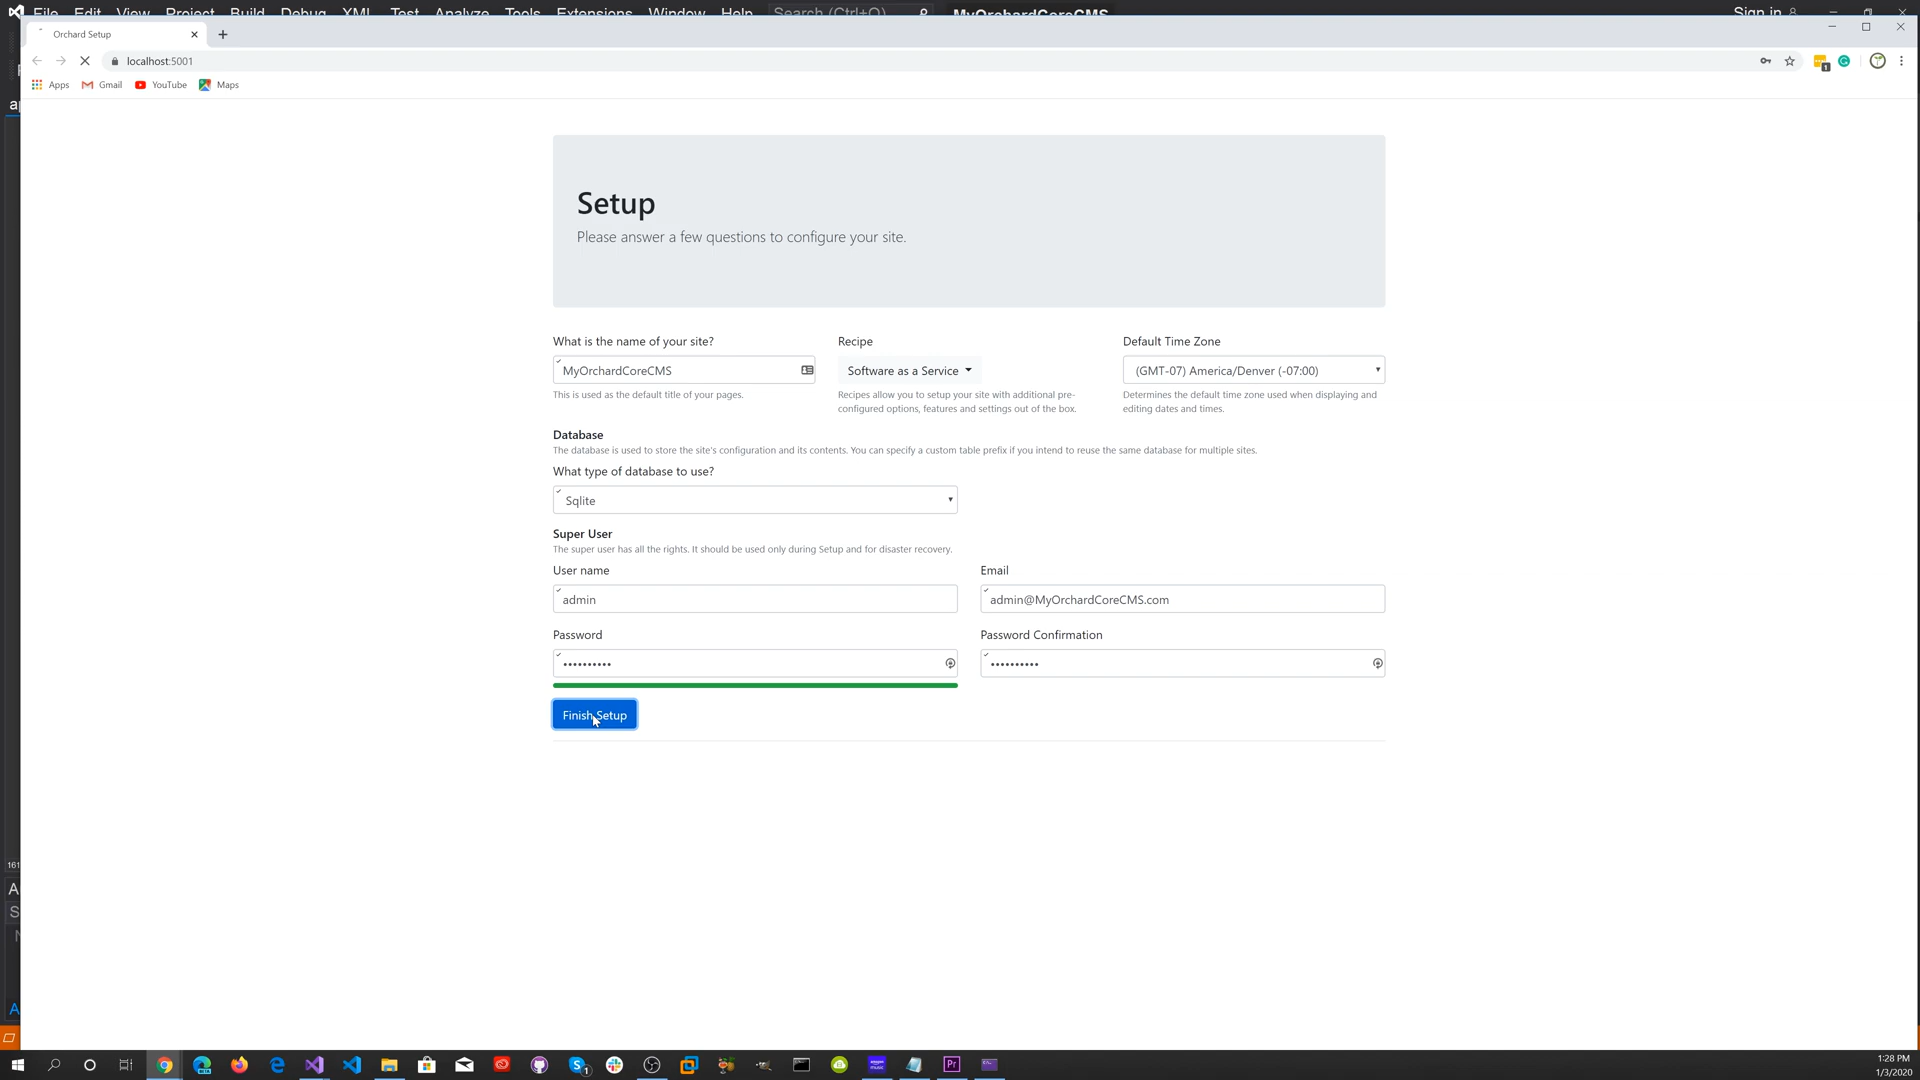 File Edit View Project Build Debug XML Test Analyze Tools Extensions Window Help Search (Ctrl+Q) MyOrchardCoreCMS Sign in
Orchard Setup
localhost:5001
Apps Gmail YouTube Maps
Setup
Please answer a few questions to configure your site.
What is the name of your site? Recipe Default Time Zone
MyOrchardCoreCMS Software as a Service (GMT-07) America/Denver (-07:00)
This is used as the default title of your pages. Recipes allow you to setup your site with additional pre- Determines the default time zone used when displaying and
configured options, features and settings out of the box. editing dates and times.
Database
The database is used to store the site's configuration and its contents. You can specify a custom table prefix if you intend to reuse the same database for multiple sites.
What type of database to use?
Sqlite
Super User
The super user has all the rights. It should be used only during Setup and for disaster recovery.
User name Email
admin admin@MyOrchardCoreCMS.com
Password Password Confirmation
•••••••••• ••••••••••
Finish Setup
161
1:28 PM
1/3/2020